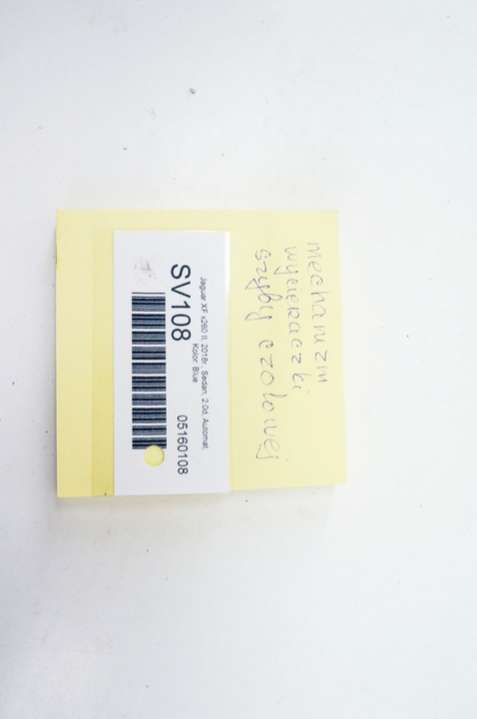 mechanizm
wycieraczki
szyby czołowej
Jaguar XF x260 II, 2016r., Sedan, 2.0d, Automat,
Kolor: Blue
SV108
05160108